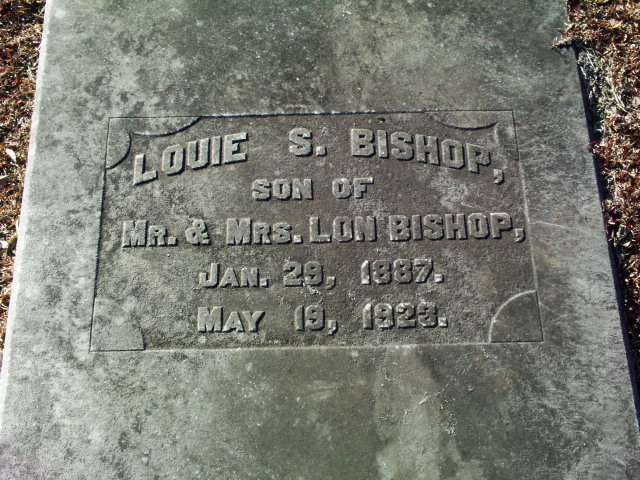 LOUIE S. BISHOP,
SON OF
MR. & MRS. LON BISHOP,
JAN. 29, 1887.
MAY 19, 1923.